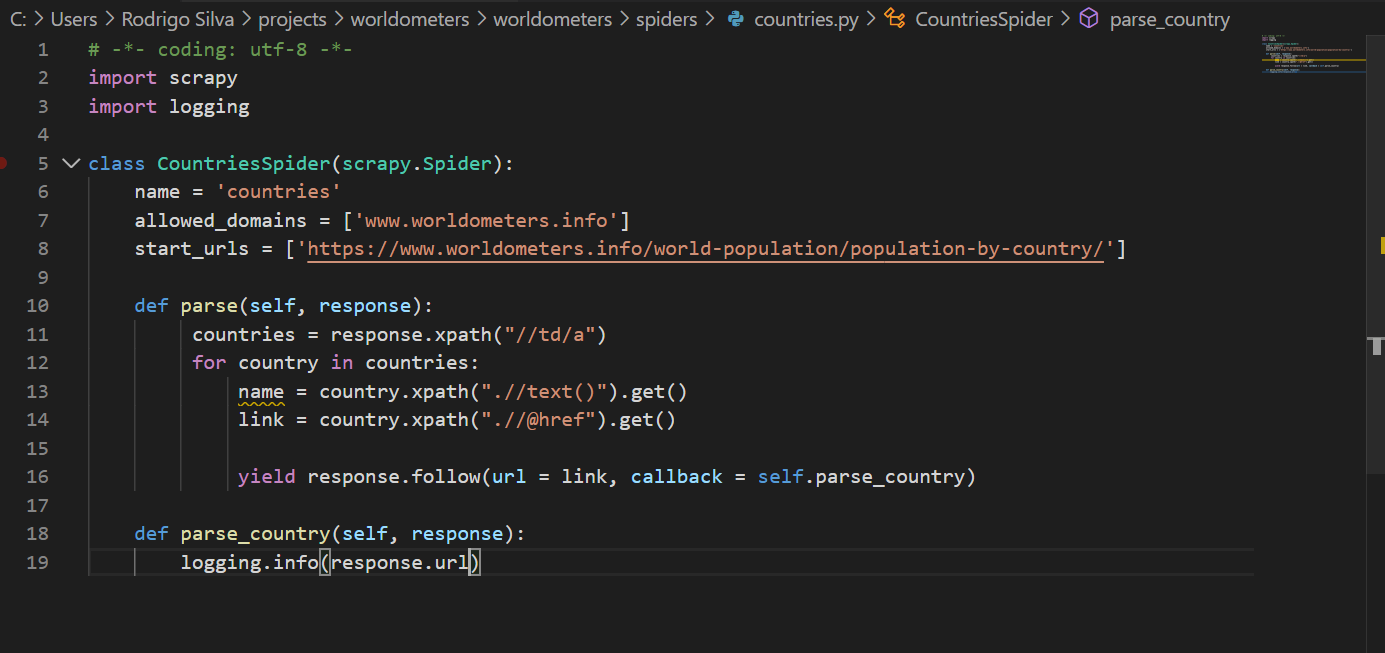 C: > Users > Rodrigo Silva > projects > worldometers > worldometers > spiders > countries.py > CountriesSpider > parse_country
1 # -*- coding: utf-8 -*-
2 import scrapy
3 import logging
4
5 class CountriesSpider(scrapy.Spider):
6     name = 'countries'
7     allowed_domains = ['www.worldometers.info']
8     start_urls = ['https://www.worldometers.info/world-population/population-by-country/']
9
10     def parse(self, response):
11          countries = response.xpath("//td/a")
12          for country in countries:
13              name = country.xpath(".//text()").get()
14              link = country.xpath(".//@href").get()
15
16              yield response.follow(url = link, callback = self.parse_country)
17
18     def parse_country(self, response):
19         logging.info(response.url)